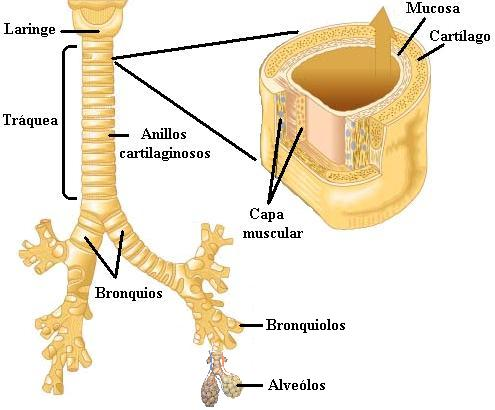 Laringe
Tráquea
Anillos
cartilaginosos
Bronquios
Bronquiolos
Alveólos
Mucosa
Cartílago
Capa
muscular